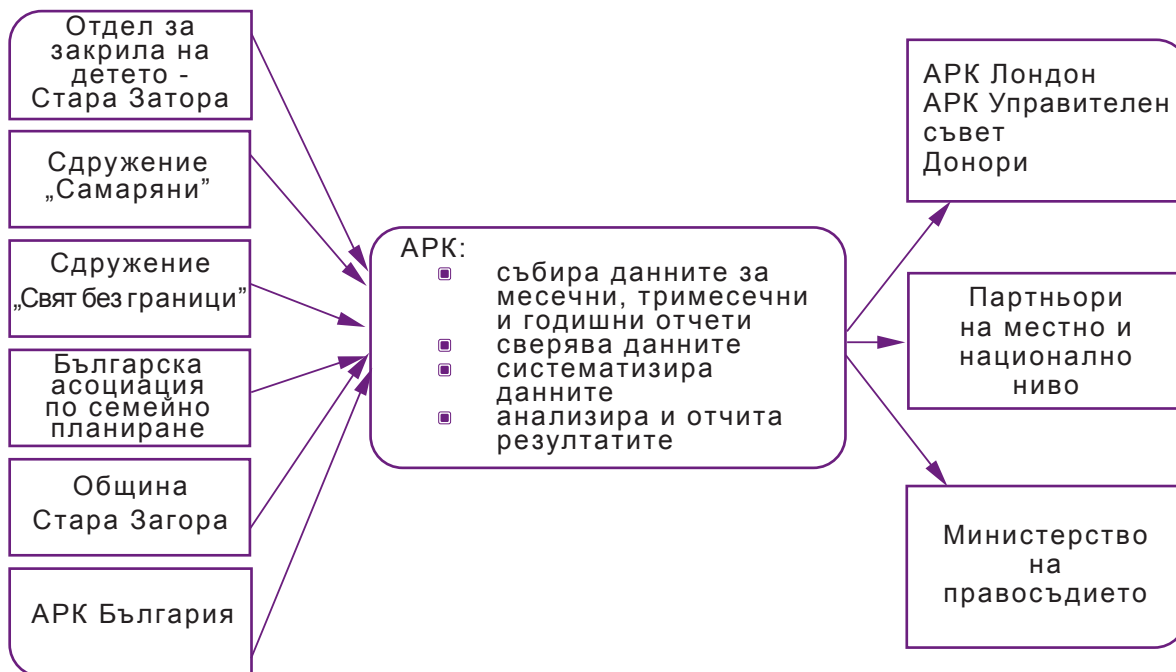 Отдел за
закрила на
детето -
Стара Затора
Сдружение
„Самаряни”
Сдружение
„Свят без граници”
Българска
асоциация
по семейно
планиране
Община
Стара Загора
АРК България
АРК:
събира данните за
месечни, тримесечни
и годишни отчети
сверява данните
систематизира
данните
анализира и отчита
резултатите
АРК Лондон
АРК Управителен
съвет
Донори
Партньори
на местно и
национално
ниво
Министерство
на
правосъдието